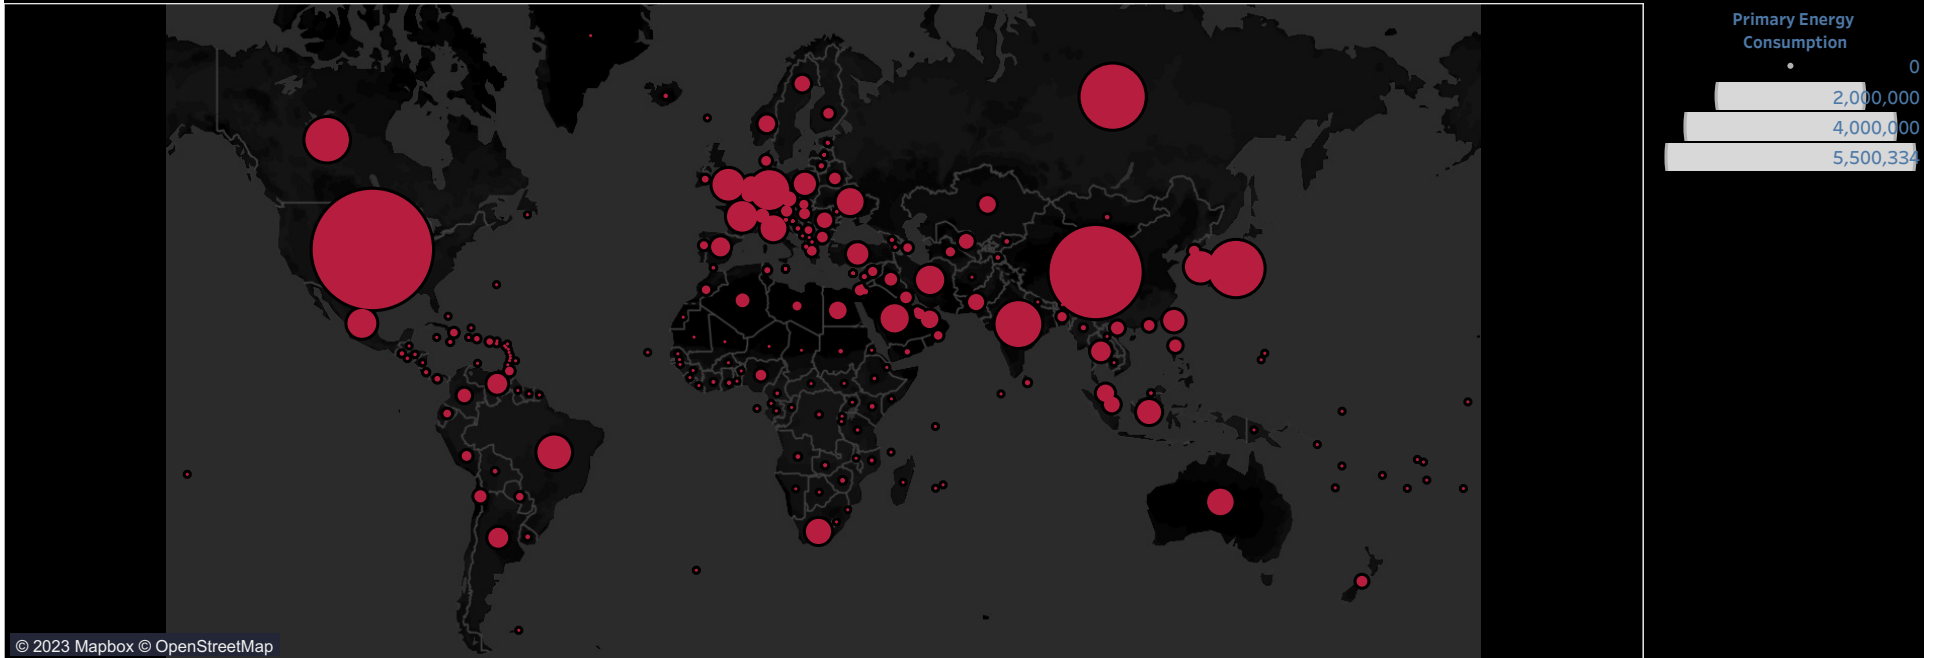 Primary Energy
Consumption
0
2,000,000
4,000,000
5,500,334
© 2023 Mapbox © OpenStreetMap